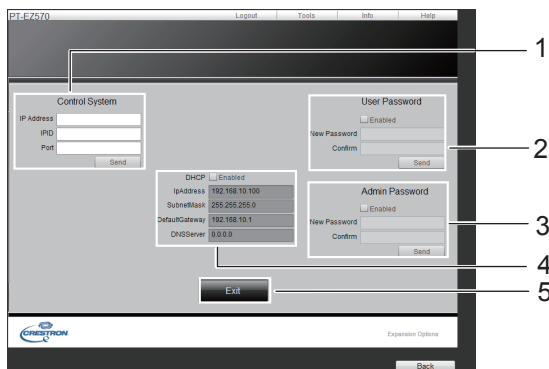 PT-EZ570 Logout Tools Info Help
1
Control System
IP Address
IPID
Port
Send
User Password
Enabled
New Password
Confirm
Send
2
DHCP Enabled
IpAddress 192.168.10.100
SubnetMask 255.255.255.0
DefaultGateway 192.168.10.1
DNSServer 0.0.0.0
Admin Password
Enabled
New Password
Confirm
Send
3
4
Exit
5
CRESTRON
Expansion Options
Back